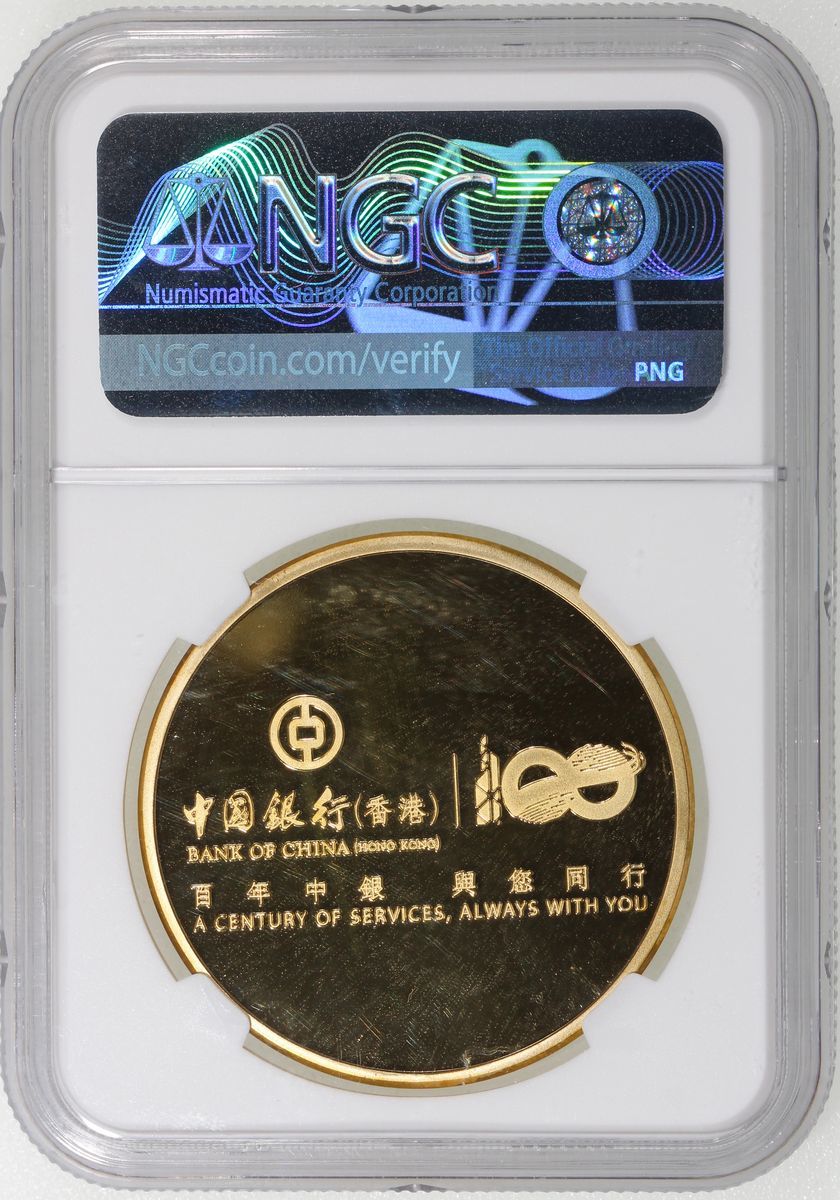 NGC
Numismatic Guaranty Corporation
NGCcoin.com/verify
The Official Grading
Service of the PNG
中國銀行(香港)
BANK OF CHINA (HONG KONG)
100
百年中銀 與您同行
A CENTURY OF SERVICES, ALWAYS WITH YOU